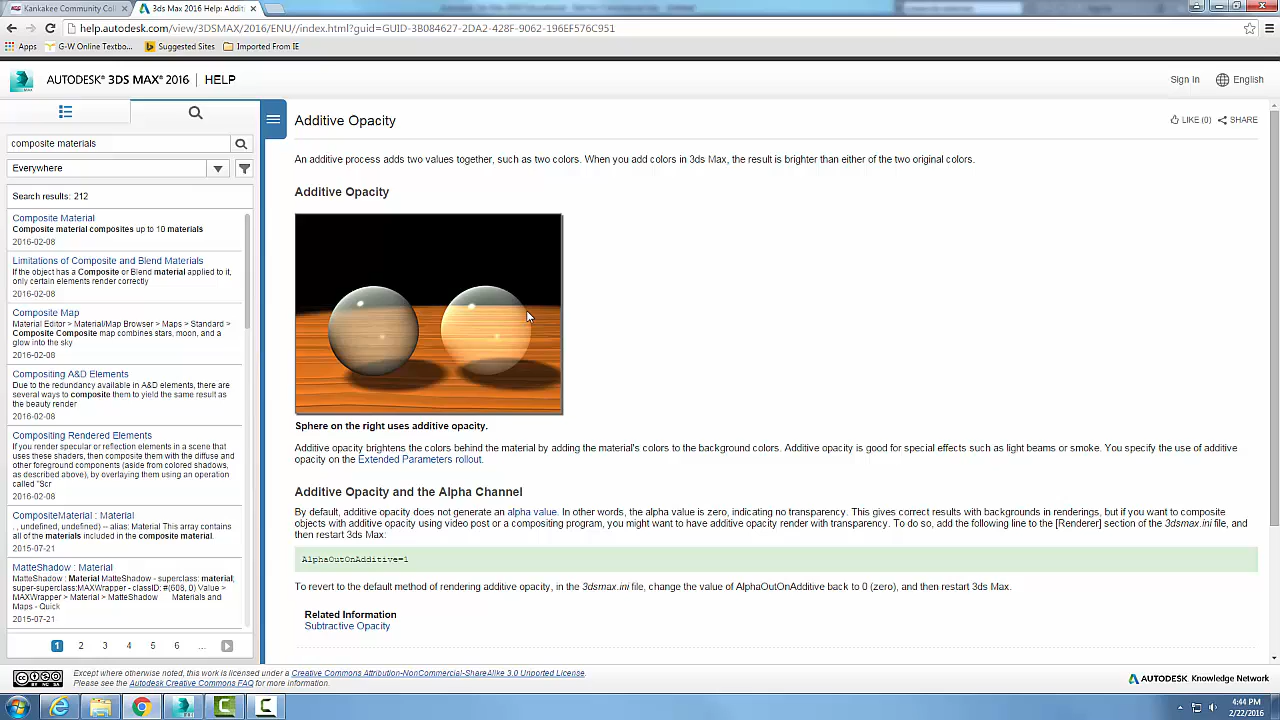 Kankakee Community Col
3ds Max 2016 Help: Additi
help.autodesk.com/view/3DSMAX/2016/ENU//index.html?guid=GUID-3B084627-2DA2-428F-9062-196EF576C951
Apps G-W Online Textbo... Suggested Sites Imported From IE
AUTODESK® 3DS MAX® 2016 | HELP
Sign In English
composite materials
Everywhere
Search results: 212
Composite Material
Composite material composites up to 10 materials
2016-02-08
Limitations of Composite and Blend Materials
If the object has a Composite or Blend material applied to it,
only certain elements render correctly
2016-02-08
Composite Map
Material Editor > Material/Map Browser > Maps > Standard >
Composite Composite map combines stars, moon, and a
glow into the sky
2016-02-08
Compositing A&D Elements
Due to the redundancy available in A&D elements, there are
several ways to composite them to yield the same result as
the beauty render
2016-02-08
Compositing Rendered Elements
If you render specular or reflection elements in a scene that
uses these shaders, then composite them with the diffuse and
other foreground components (aside from colored shadows,
as described above), by overlaying them using an operation
called "Scr
2016-02-08
CompositeMaterial : Material
, , undefined, undefined) -- alias: Material This array contains
all of the materials included in the composite material.
2015-07-21
MatteShadow : Material
MatteShadow : Material MatteShadow - superclass: material;
super-superclass:MAXWrapper - classID: #(608, 0) Value >
MAXWrapper > Material > MatteShadow Materials and
Maps - Quick
2015-07-21
1 2 3 4 5 6 ...
Additive Opacity
LIKE (0) SHARE
An additive process adds two values together, such as two colors. When you add colors in 3ds Max, the result is brighter than either of the two original colors.
Additive Opacity
Sphere on the right uses additive opacity.
Additive opacity brightens the colors behind the material by adding the material's colors to the background colors. Additive opacity is good for special effects such as light beams or smoke. You specify the use of additive
opacity on the Extended Parameters rollout.
Additive Opacity and the Alpha Channel
By default, additive opacity does not generate an alpha value. In other words, the alpha value is zero, indicating no transparency. This gives correct results with backgrounds in renderings, but if you want to composite
objects with additive opacity using video post or a compositing program, you might want to have additive opacity render with transparency. To do so, add the following line to the [Renderer] section of the 3dsmax.ini file, and
then restart 3ds Max:
AlphaOutOnAdditive=1
To revert to the default method of rendering additive opacity, in the 3dsmax.ini file, change the value of AlphaOutOnAdditive back to 0 (zero), and then restart 3ds Max.
Related Information
Subtractive Opacity
Except where otherwise noted, this work is licensed under a Creative Commons Attribution-NonCommercial-ShareAlike 3.0 Unported License.
Please see the Autodesk Creative Commons FAQ for more information.
AUTODESK Knowledge Network
4:44 PM
2/22/2016